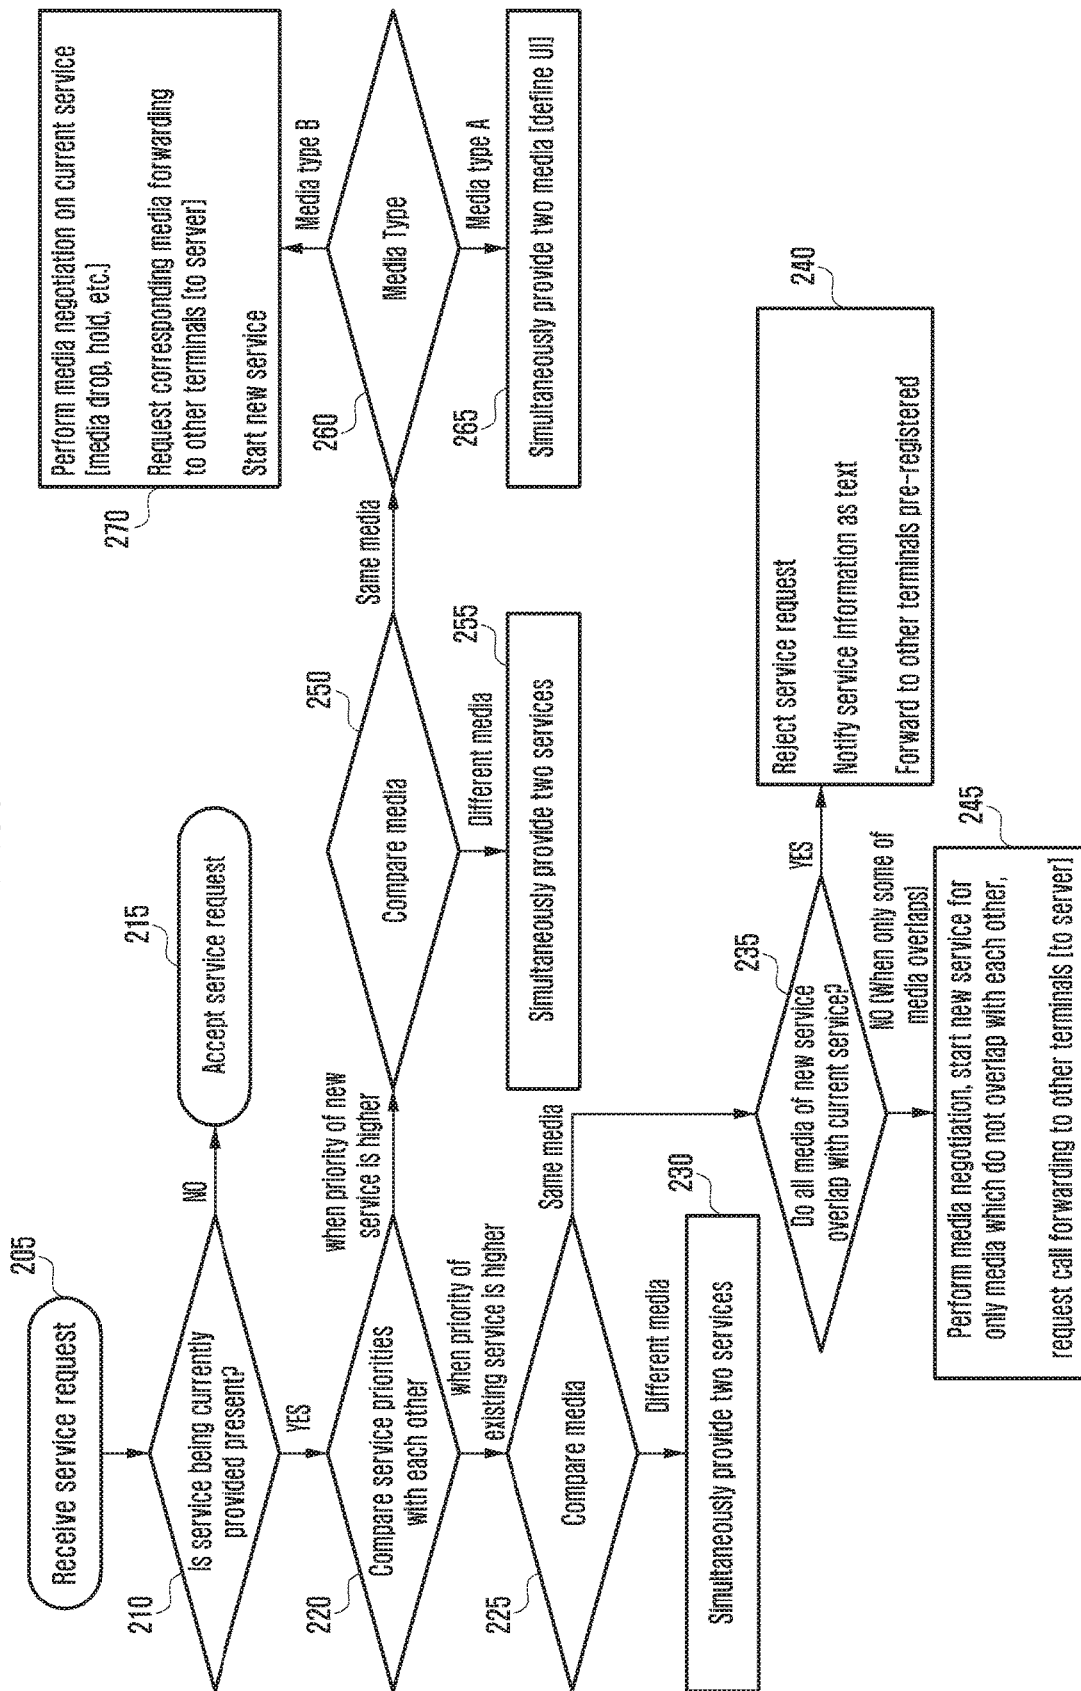 205
Receive service request
210
Is service being currently
provided present?
NO
215
Accept service request
YES
220
Compare service priorities
with each other
when priority of new
service is higher
250
Compare media
Same media
260
Media Type
Media type B
270
Perform media negotiation on current service
[media drop, hold, etc.]
Request corresponding media forwarding
to other terminals [to server]
Start new service
Media type A
265
Simultaneously provide two media [define UI]
Different media
255
Simultaneously provide two services
when priority of
existing service is higher
225
Compare media
Different media
230
Simultaneously provide two services
Same media
235
Do all media of new service
overlap with current service?
YES
240
Reject service request
Notify service information as text
Forward to other terminals pre-registered
NO [When only some of
media overlaps]
245
Perform media negotiation, start new service for
only media which do not overlap with each other,
request call forwarding to other terminals [to server]